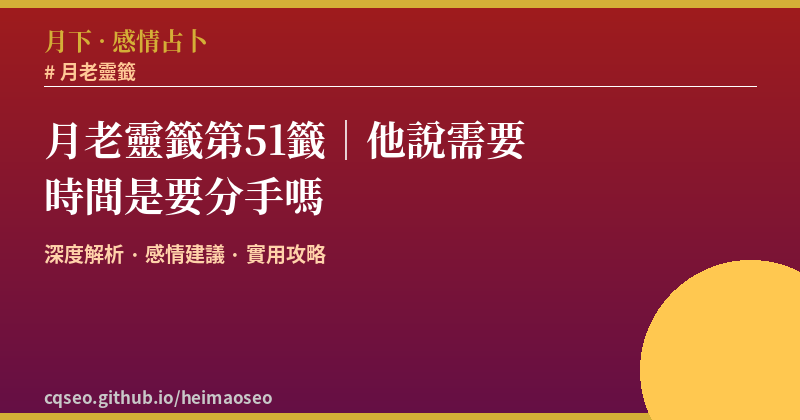 月下 · 感情占卜
# 月老靈籤
月老靈籤第51籤｜他說需要
時間是要分手嗎
深度解析 · 感情建議 · 實用攻略
cqseo.github.io/heimaoseo